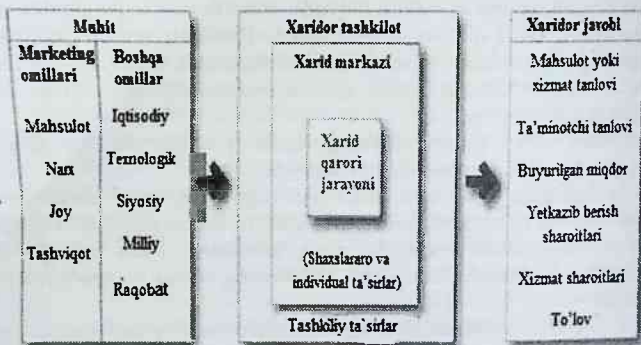 Muhit
Marketing
omillari
Mahsulot
Narx
Joy
Tashviqot
Boshqa
omillar
Iqtisodiy
Texnologik
Siyosiy
Milliy
Raqobat
Xaridor tashkilot
Xarid markazi
Xarid
qarori
jarayoni
(Shaxslararo va
individual ta'sirlar)
Tashkiliy ta'sirlar
Xaridor javobi
Mahsulot yoki
xizmat tanlovi
Ta'minotchi tanlovi
Buyurilgan miqdor
Yetkazib berish
sharoitlari
Xizmat sharoitlari
To'lov